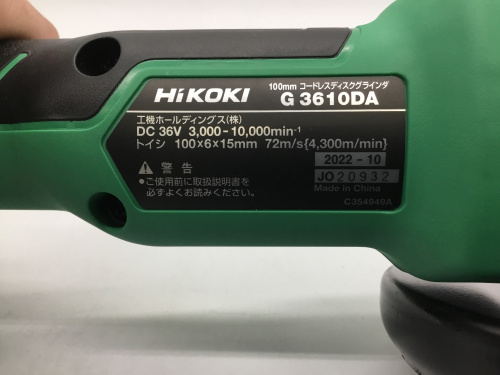 100mm コードレスディスクグラインダ
HiKOKI G 3610DA
工機ホールディングス(株)
DC 36V 3,000-10,000min⁻¹
トイシ 100×6×15mm 72m/s{4,300m/min}
⚠ 警告
2022-10
•ご使用前に取扱説明書を
JO20932
必ずよくお読みください。
Made in China
C354949A